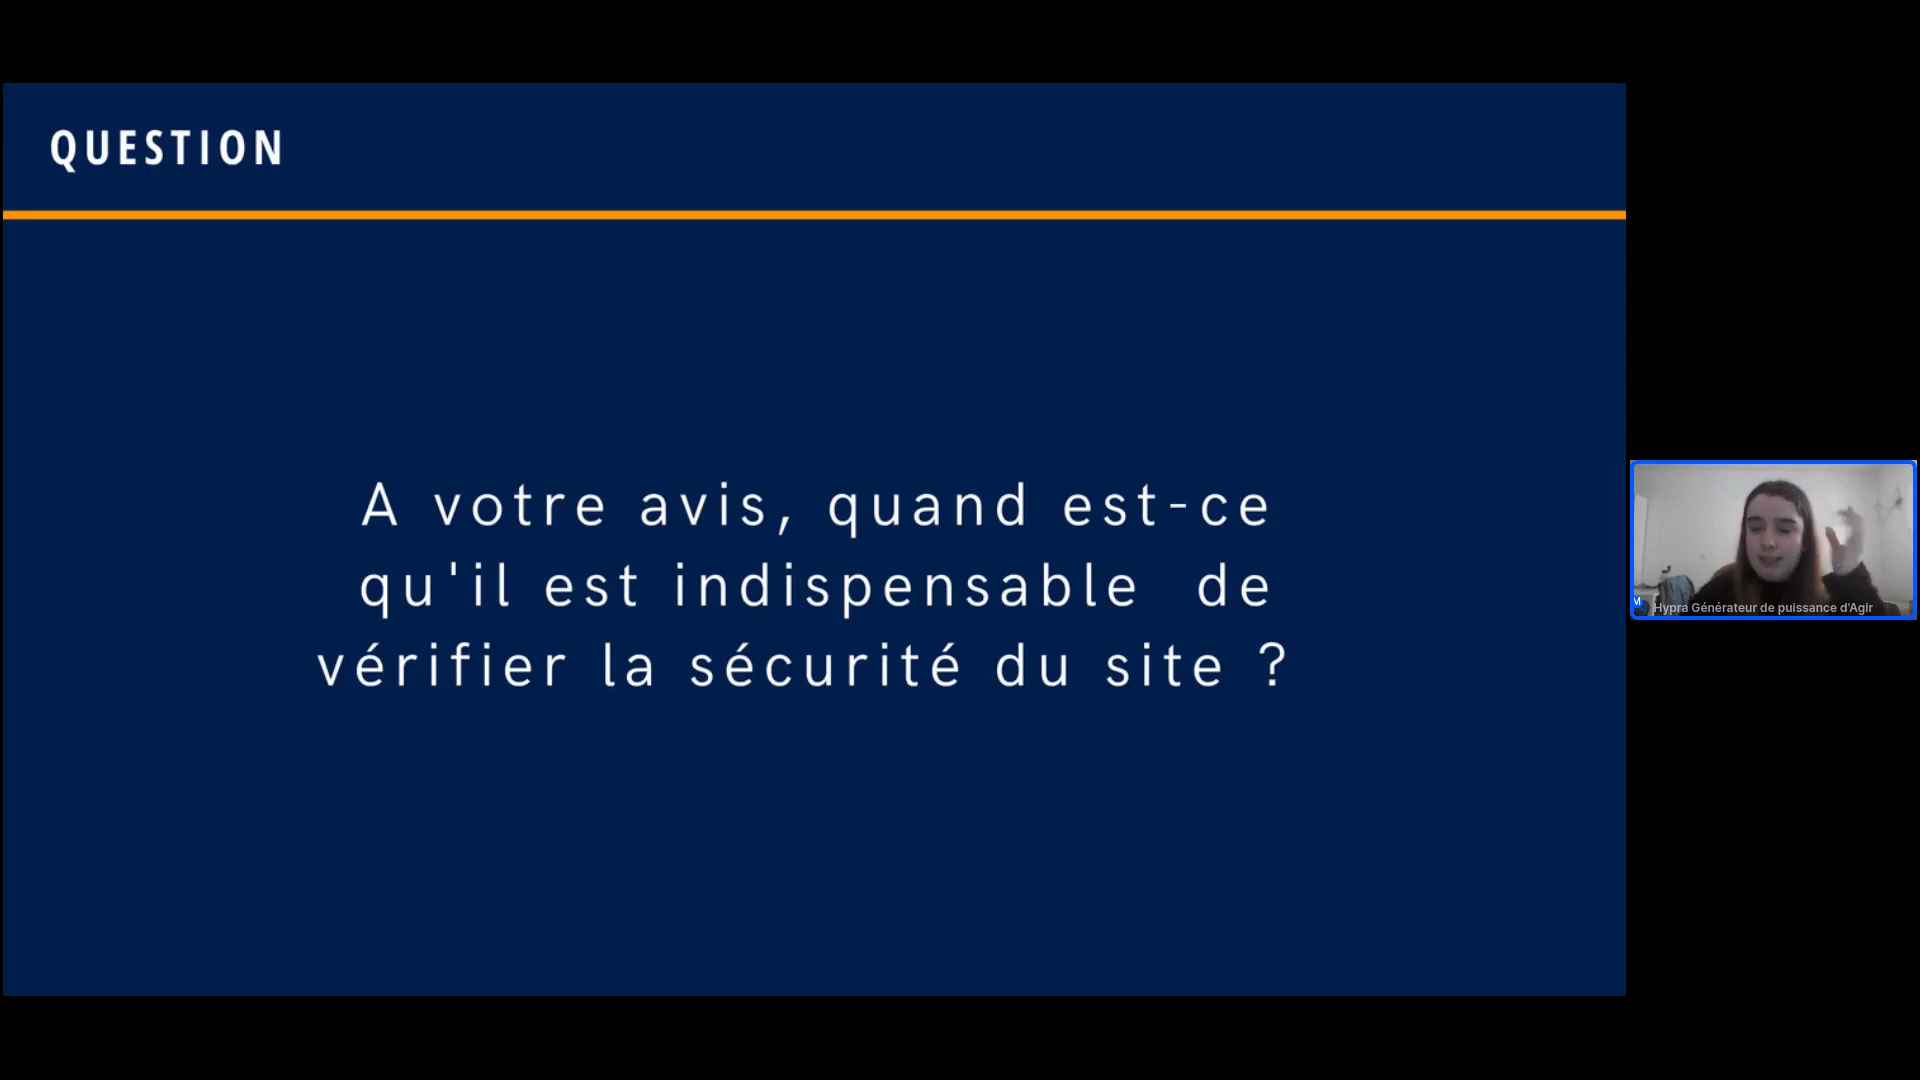 QUESTION
A votre avis, quand est-ce
qu'il est indispensable  de
vérifier la sécurité du site ?
M
Hypra Générateur de puissance d'Agir